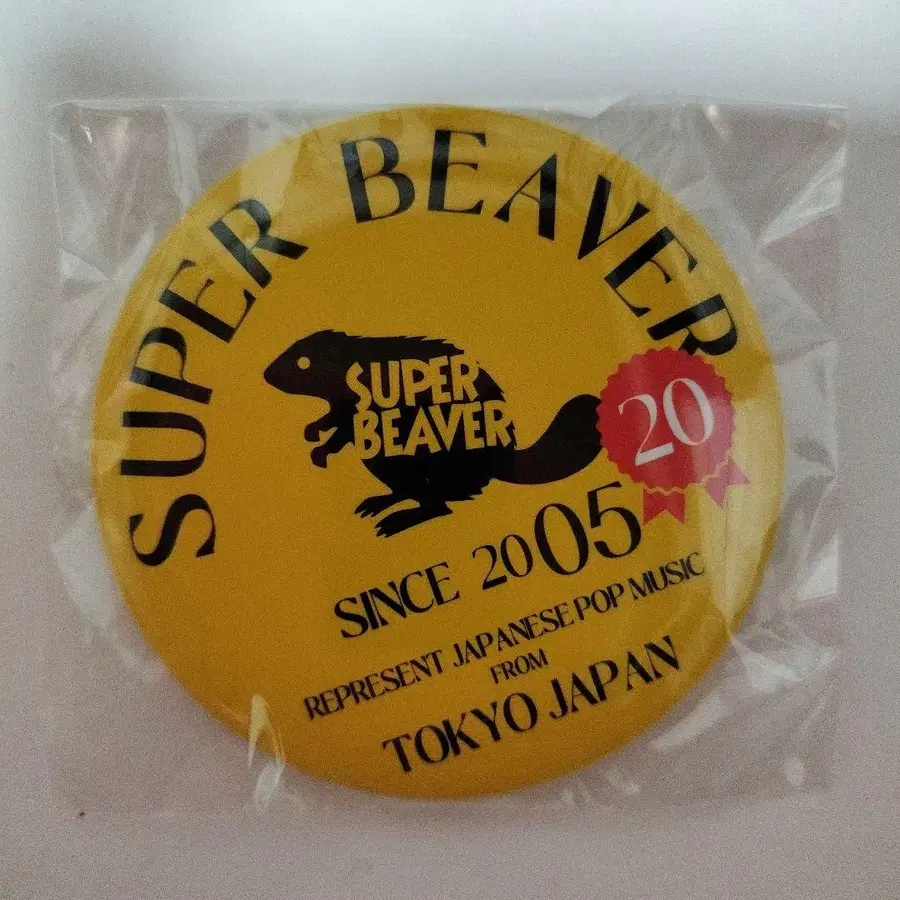 SUPER BEAVER
SUPER
BEAVER
20
SINCE 2005
REPRESENT JAPANESE POP MUSIC
FROM
TOKYO JAPAN